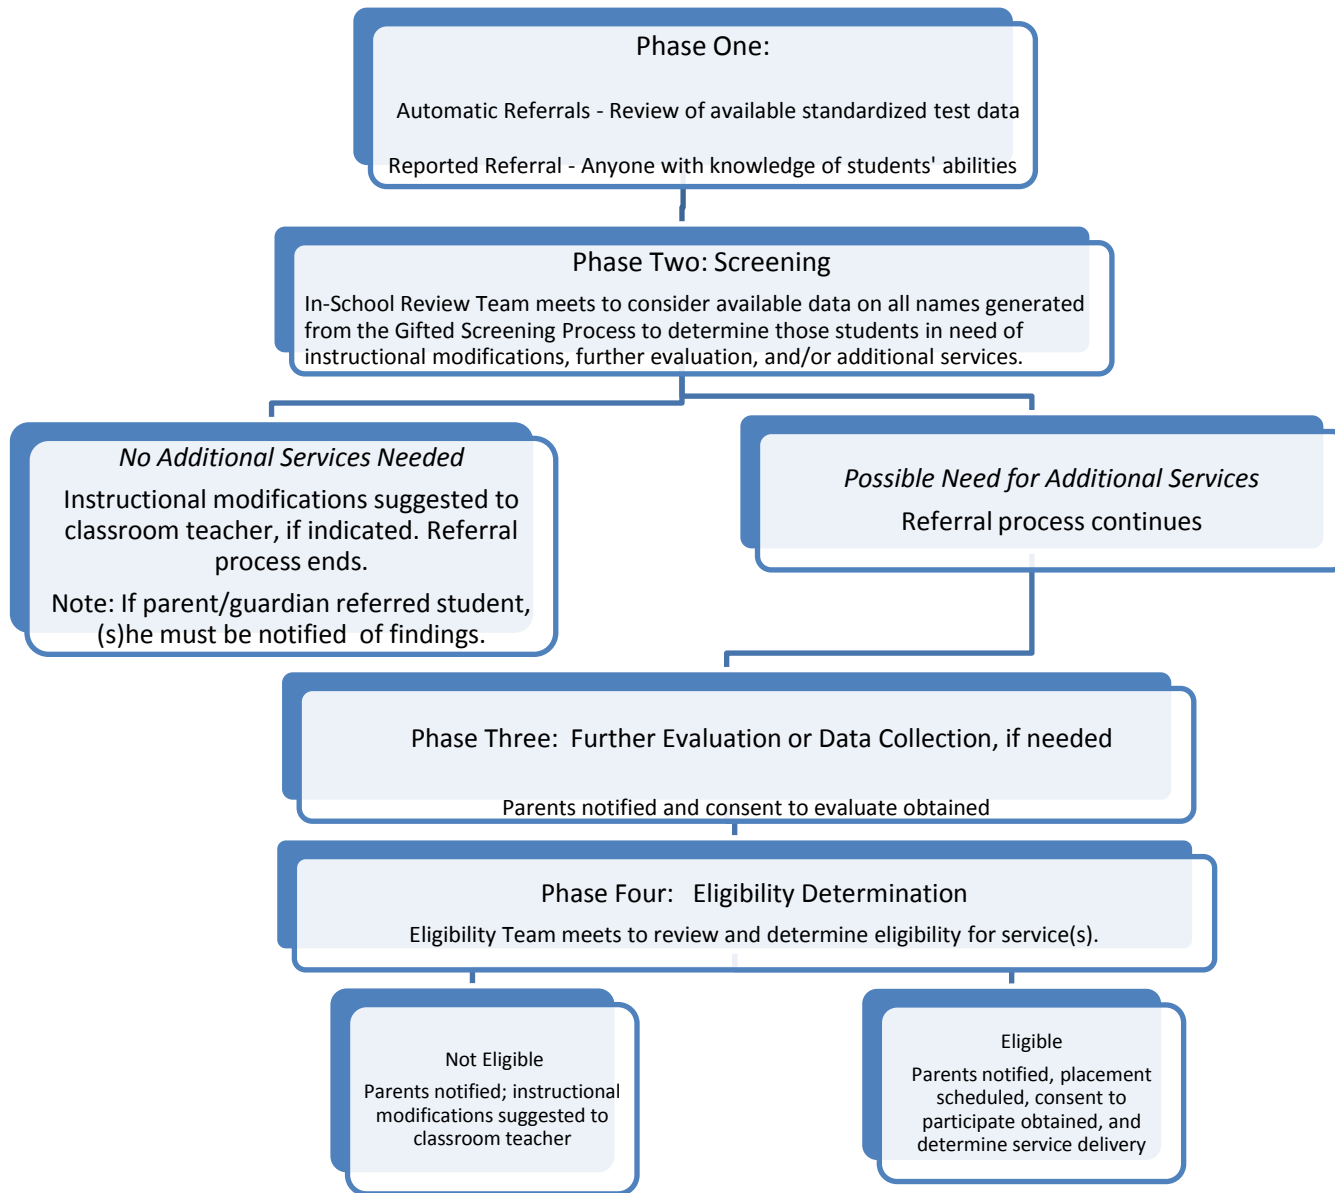 Phase One:
Automatic Referrals - Review of available standardized test data
Reported Referral - Anyone with knowledge of students' abilities
Phase Two: Screening
In-School Review Team meets to consider available data on all names generated
from the Gifted Screening Process to determine those students in need of
instructional modifications, further evaluation, and/or additional services.
No Additional Services Needed
Instructional modifications suggested to
classroom teacher, if indicated. Referral
process ends.
Note: If parent/guardian referred student,
(s)he must be notified  of findings.
Possible Need for Additional Services
Referral process continues
Phase Three:  Further Evaluation or Data Collection, if needed
Parents notified and consent to evaluate obtained
Phase Four:   Eligibility Determination
Eligibility Team meets to review and determine eligibility for service(s).
Not Eligible
Parents notified; instructional
modifications suggested to
classroom teacher
Eligible
Parents notified, placement
scheduled, consent to
participate obtained, and
determine service delivery